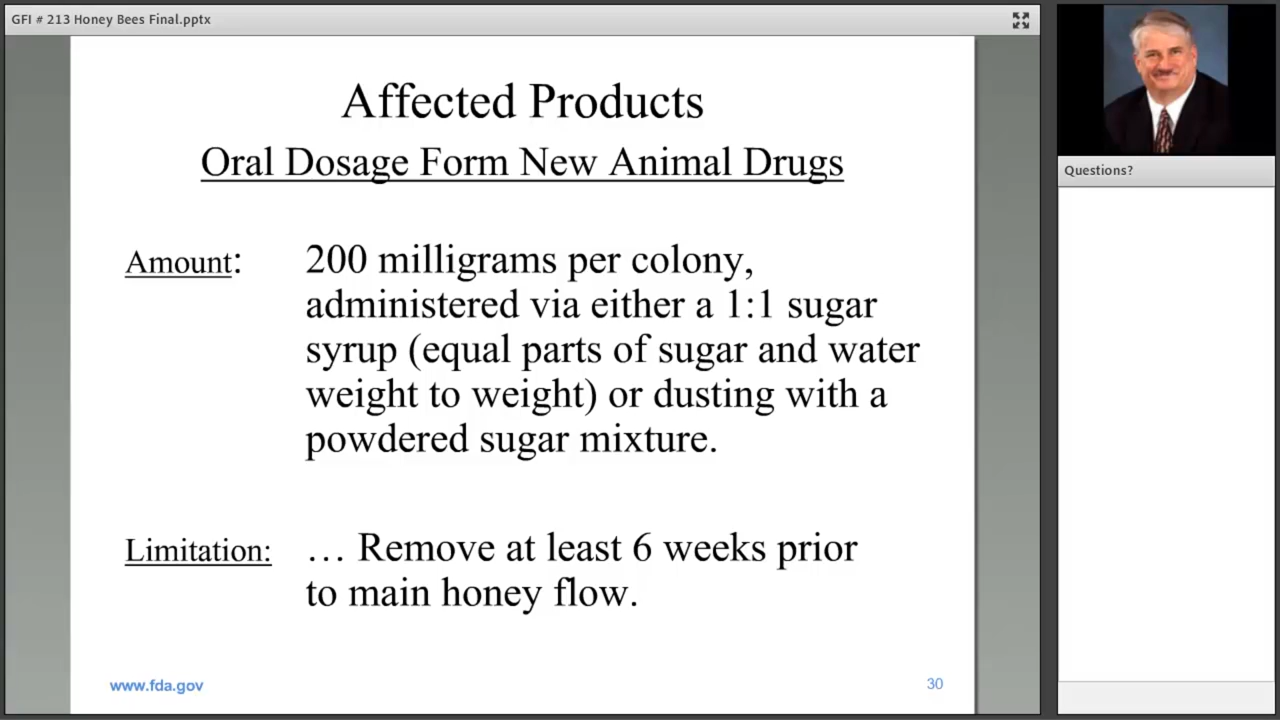 GFI # 213 Honey Bees Final.pptx
Affected Products
Oral Dosage Form New Animal Drugs
Amount: 200 milligrams per colony,
administered via either a 1:1 sugar
syrup (equal parts of sugar and water
weight to weight) or dusting with a
powdered sugar mixture.
Limitation: … Remove at least 6 weeks prior
to main honey flow.
www.fda.gov
30
Questions?